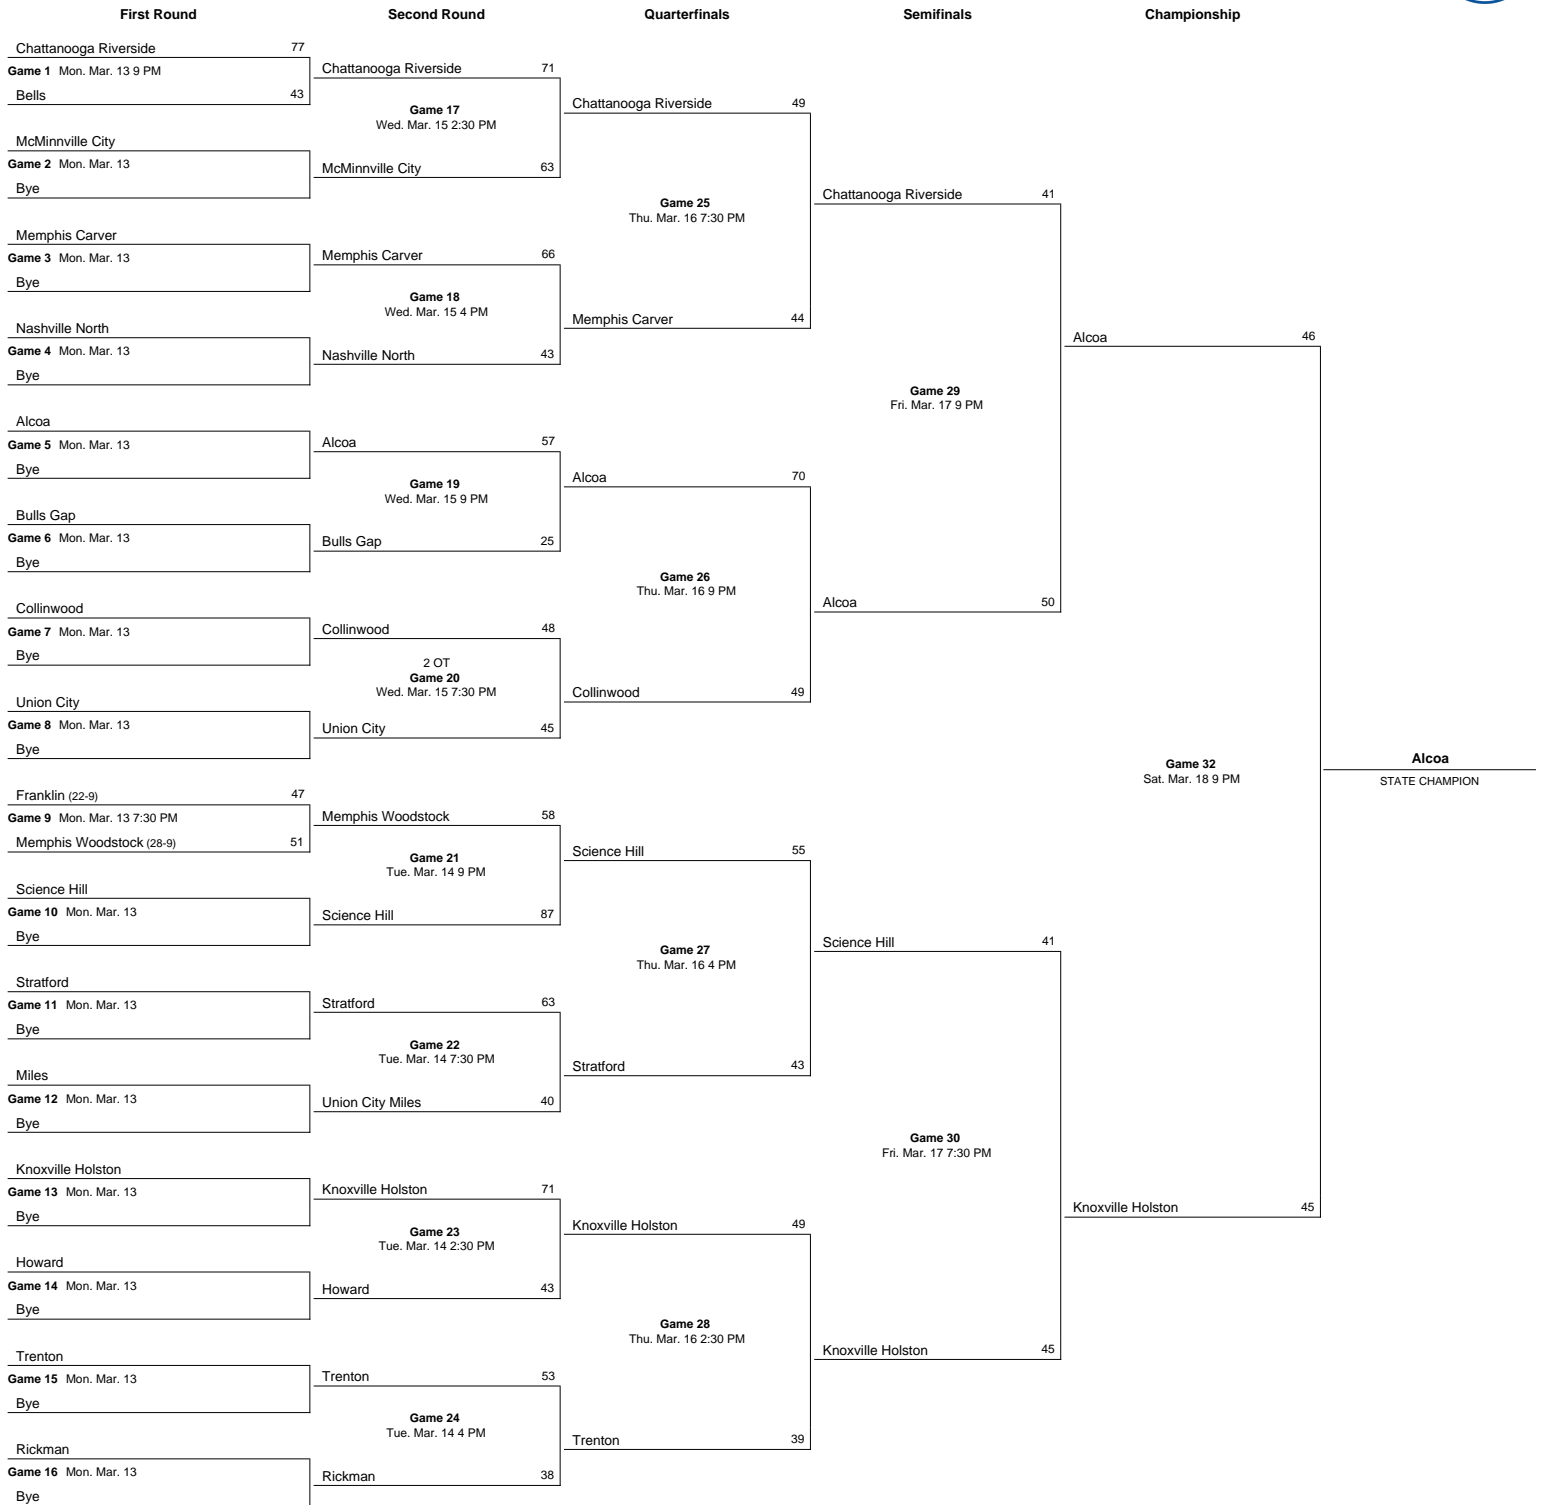 First Round
Second Round
Quarterfinals
Semifinals
Championship
Chattanooga Riverside 77
Game 1 Mon. Mar. 13 9 PM
Bells 43
McMinnville City
Game 2 Mon. Mar. 13
Bye
Memphis Carver
Game 3 Mon. Mar. 13
Bye
Nashville North
Game 4 Mon. Mar. 13
Bye
Alcoa
Game 5 Mon. Mar. 13
Bye
Bulls Gap
Game 6 Mon. Mar. 13
Bye
Collinwood
Game 7 Mon. Mar. 13
Bye
Union City
Game 8 Mon. Mar. 13
Bye
Franklin (22-9) 47
Game 9 Mon. Mar. 13 7:30 PM
Memphis Woodstock (28-9) 51
Science Hill
Game 10 Mon. Mar. 13
Bye
Stratford
Game 11 Mon. Mar. 13
Bye
Miles
Game 12 Mon. Mar. 13
Bye
Knoxville Holston
Game 13 Mon. Mar. 13
Bye
Howard
Game 14 Mon. Mar. 13
Bye
Trenton
Game 15 Mon. Mar. 13
Bye
Rickman
Game 16 Mon. Mar. 13
Bye
Chattanooga Riverside 71
Game 17
Wed. Mar. 15 2:30 PM
McMinnville City 63
Memphis Carver 66
Game 18
Wed. Mar. 15 4 PM
Nashville North 43
Alcoa 57
Game 19
Wed. Mar. 15 9 PM
Bulls Gap 25
Collinwood 48
2 OT
Game 20
Wed. Mar. 15 7:30 PM
Union City 45
Memphis Woodstock 58
Game 21
Tue. Mar. 14 9 PM
Science Hill 87
Stratford 63
Game 22
Tue. Mar. 14 7:30 PM
Union City Miles 40
Knoxville Holston 71
Game 23
Tue. Mar. 14 2:30 PM
Howard 43
Trenton 53
Game 24
Tue. Mar. 14 4 PM
Rickman 38
Chattanooga Riverside 49
Game 25
Thu. Mar. 16 7:30 PM
Memphis Carver 44
Alcoa 70
Game 26
Thu. Mar. 16 9 PM
Collinwood 49
Science Hill 55
Game 27
Thu. Mar. 16 4 PM
Stratford 43
Knoxville Holston 49
Game 28
Thu. Mar. 16 2:30 PM
Trenton 39
Chattanooga Riverside 41
Game 29
Fri. Mar. 17 9 PM
Alcoa 50
Science Hill 41
Game 30
Fri. Mar. 17 7:30 PM
Knoxville Holston 45
Alcoa 46
Game 32
Sat. Mar. 18 9 PM
Knoxville Holston 45
Alcoa
STATE CHAMPION